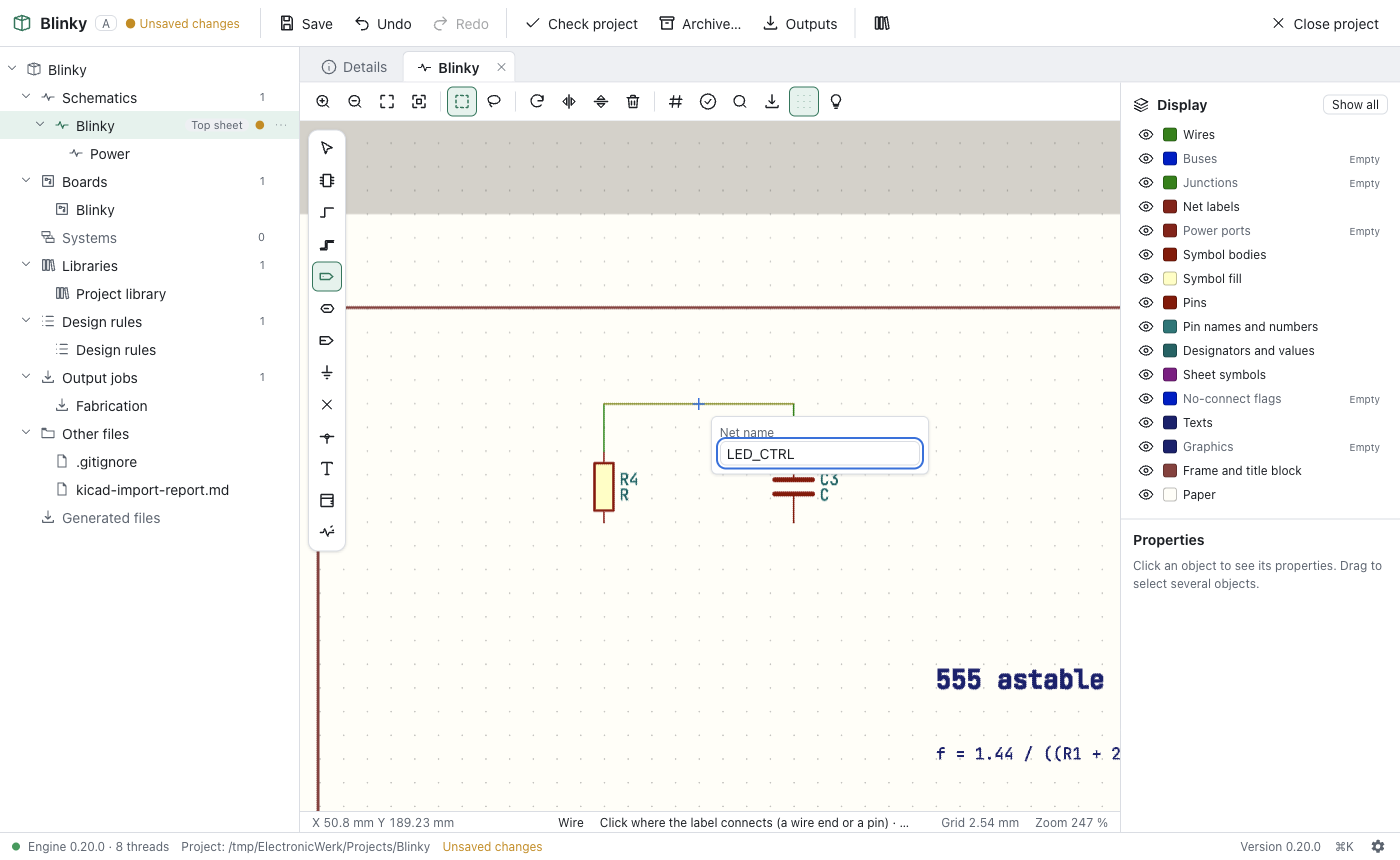 Blinky A Unsaved changes Save Undo Redo Check project Archive... Outputs Close project
Blinky
Schematics 1
Blinky Top sheet ...
Power
Boards 1
Blinky
Systems 0
Libraries 1
Project library
Design rules 1
Design rules
Output jobs 1
Fabrication
Other files
.gitignore
kicad-import-report.md
Generated files
Details Blinky
Net name
LED_CTRL
R4
R
C3
C
555 astable
f = 1.44 / ((R1 + 2
X 50.8 mm Y 189.23 mm Wire Click where the label connects (a wire end or a pin) · ... Grid 2.54 mm Zoom 247 %
Display Show all
Wires
Buses Empty
Junctions Empty
Net labels
Power ports Empty
Symbol bodies
Symbol fill
Pins
Pin names and numbers
Designators and values
Sheet symbols
No-connect flags Empty
Texts
Graphics Empty
Frame and title block
Paper
Properties
Click an object to see its properties. Drag to
select several objects.
Engine 0.20.0 · 8 threads Project: /tmp/ElectronicWerk/Projects/Blinky Unsaved changes Version 0.20.0 ⌘K